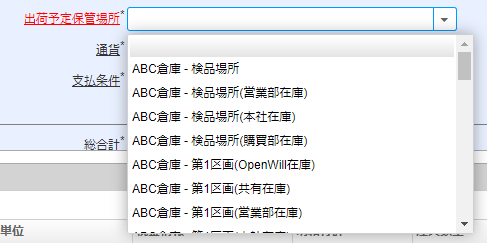 出荷予定保管場所*
通貨*
支払条件*
総合計*
ABC倉庫 - 検品場所
ABC倉庫 - 検品場所(営業部在庫)
ABC倉庫 - 検品場所(本社在庫)
ABC倉庫 - 検品場所(購買部在庫)
ABC倉庫 - 第1区画(OpenWill在庫)
ABC倉庫 - 第1区画(共有在庫)
ABC倉庫 - 第1区画(営業部在庫)
単位